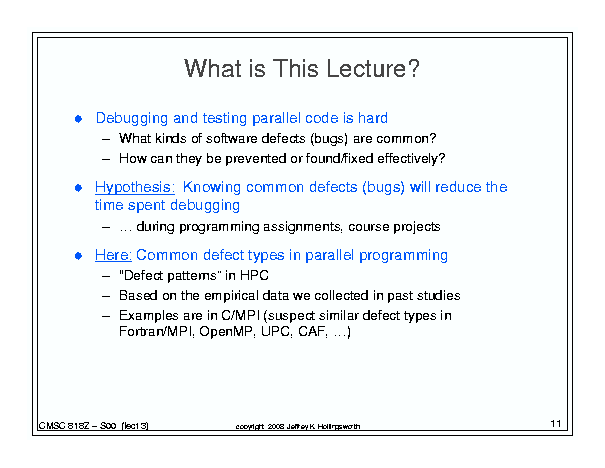 What is This Lecture?
● Debugging and testing parallel code is hard
– What kinds of software defects (bugs) are common?
– How can they be prevented or found/fixed effectively?
● Hypothesis: Knowing common defects (bugs) will reduce the
time spent debugging
– … during programming assignments, course projects
● Here: Common defect types in parallel programming
– "Defect patterns" in HPC
– Based on the empirical data we collected in past studies
– Examples are in C/MPI (suspect similar defect types in
Fortran/MPI, OpenMP, UPC, CAF, …)
CMSC 818Z – S00 (lect3)
copyright 2008 Jeffrey K Hollingsworth
11